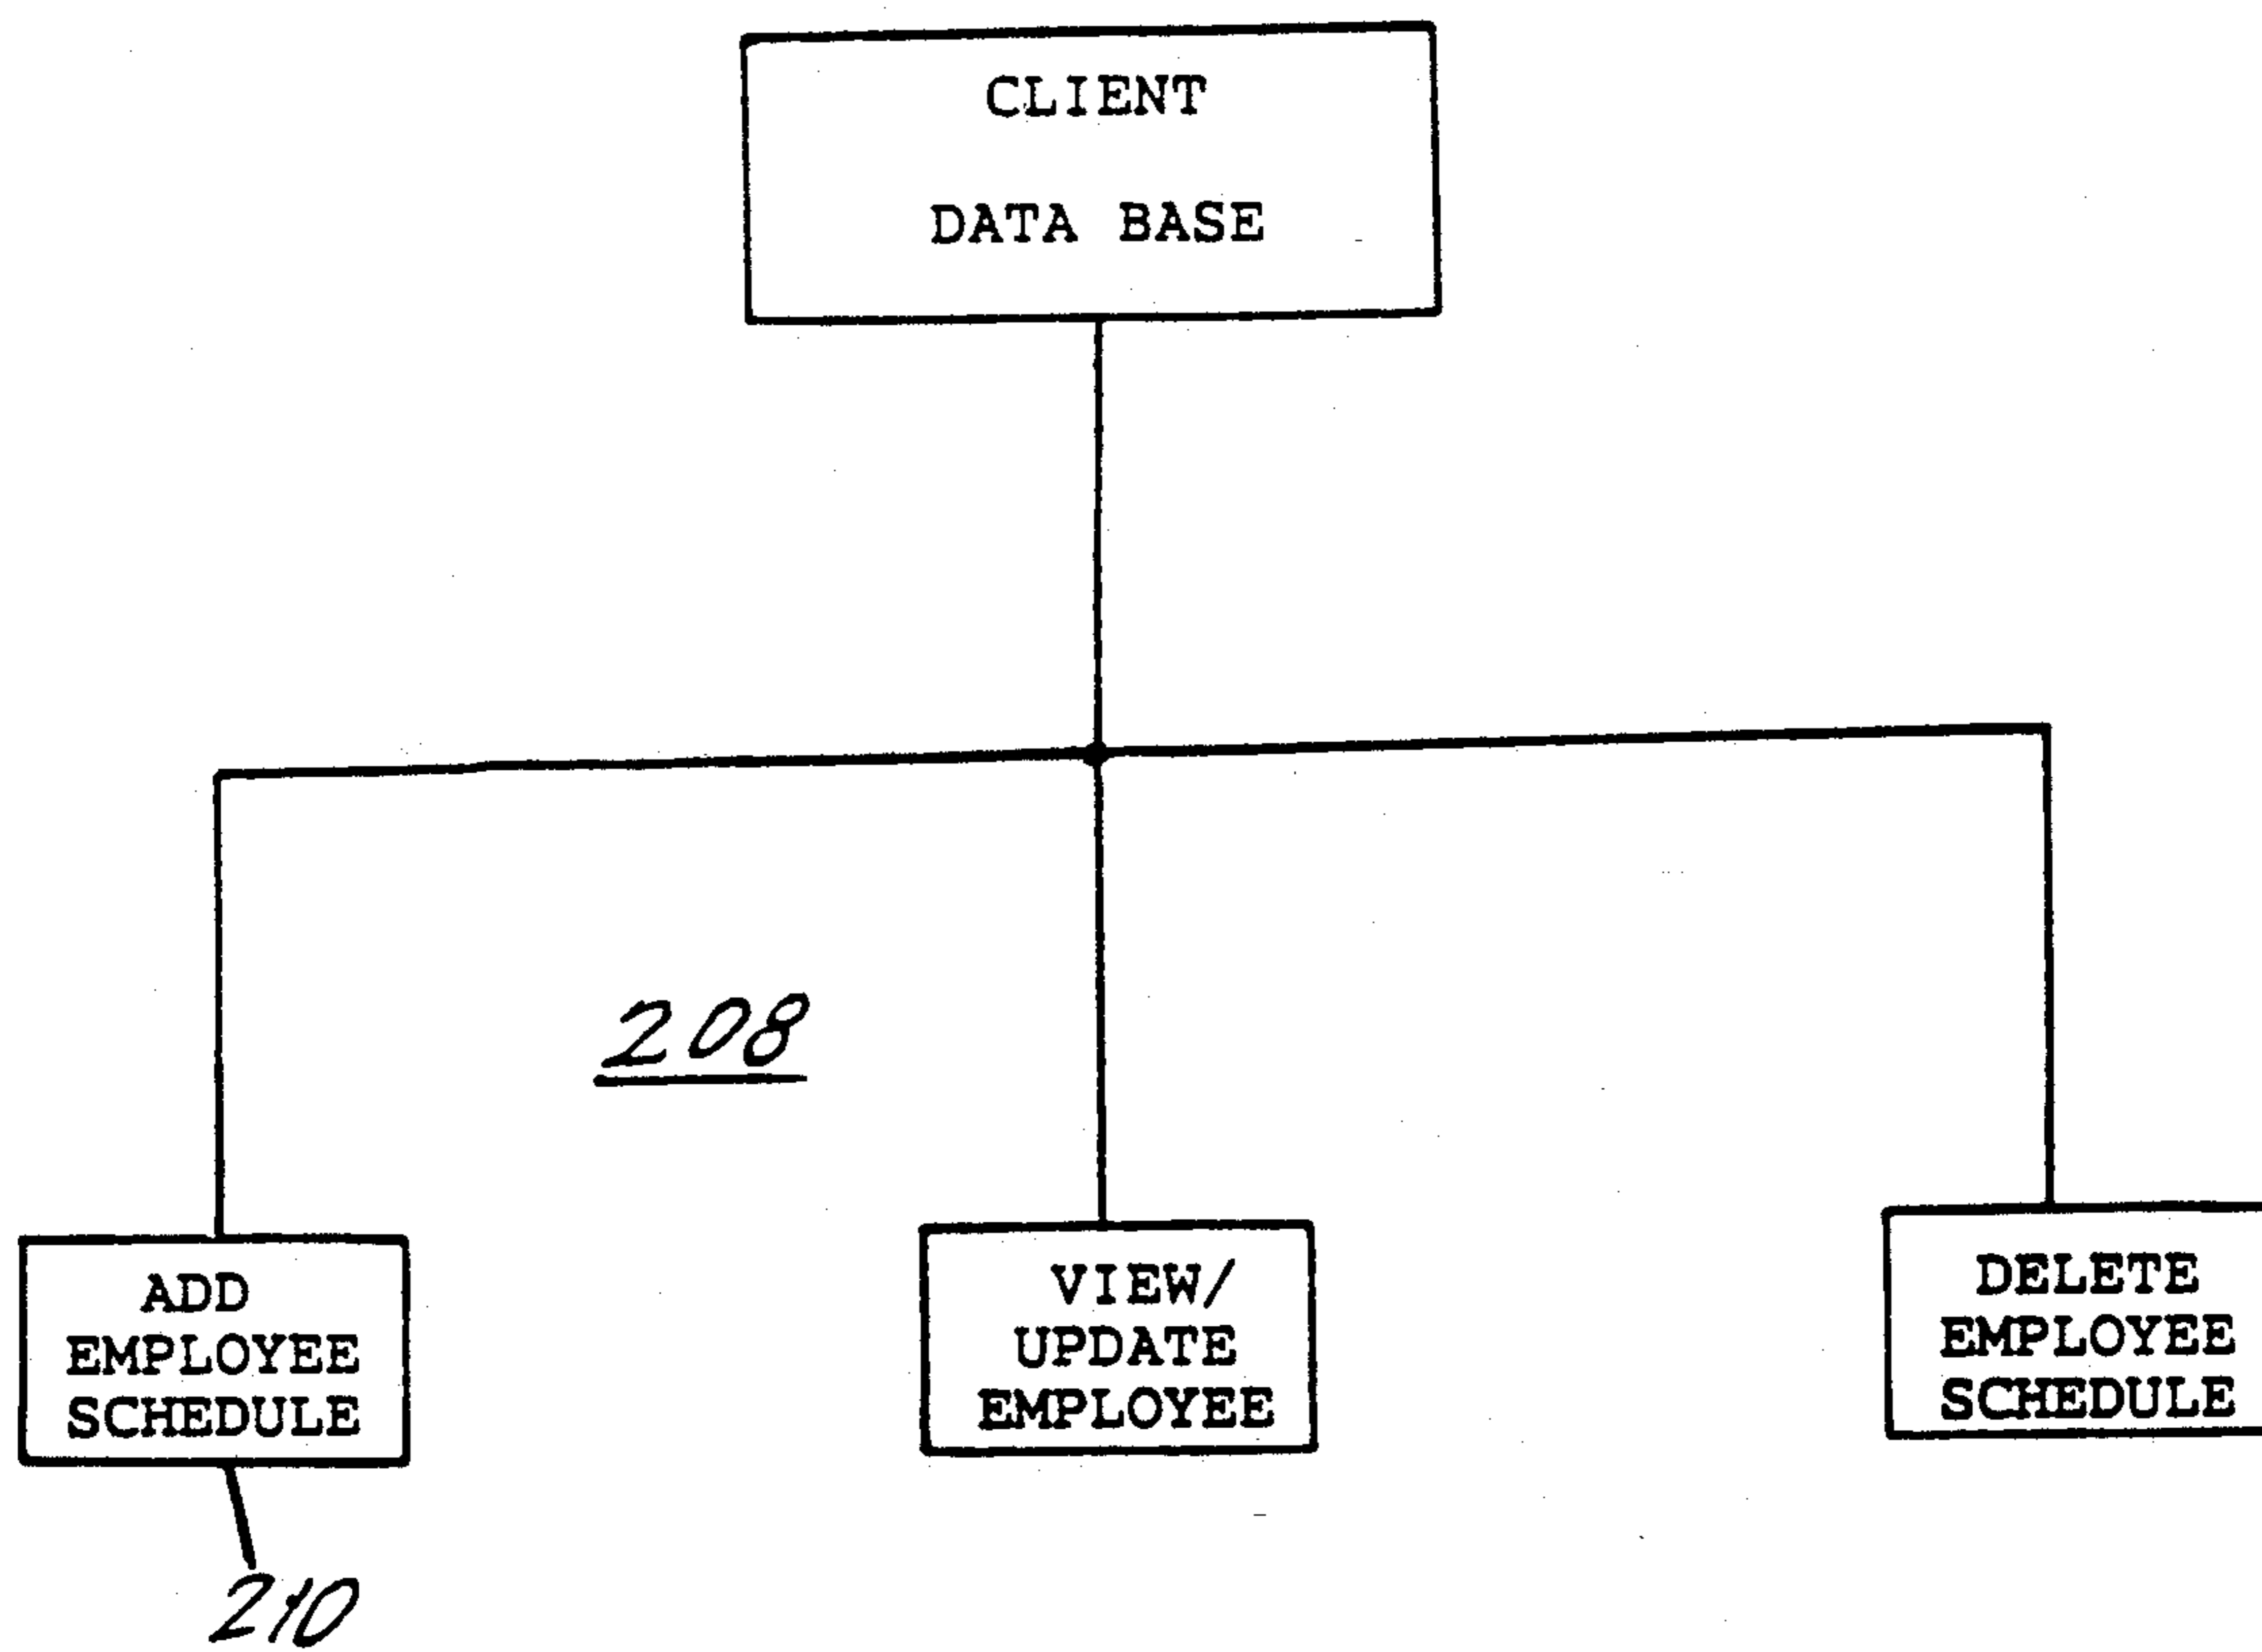 CLIENT
DATA BASE
208
ADD
EMPLOYEE
SCHEDULE
VIEW/
UPDATE
EMPLOYEE
DELETE
EMPLOYEE
SCHEDULE
210